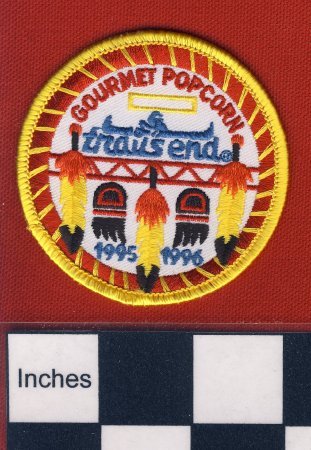 GOURMET POPCORN
trail's end®
1995 1996
Inches